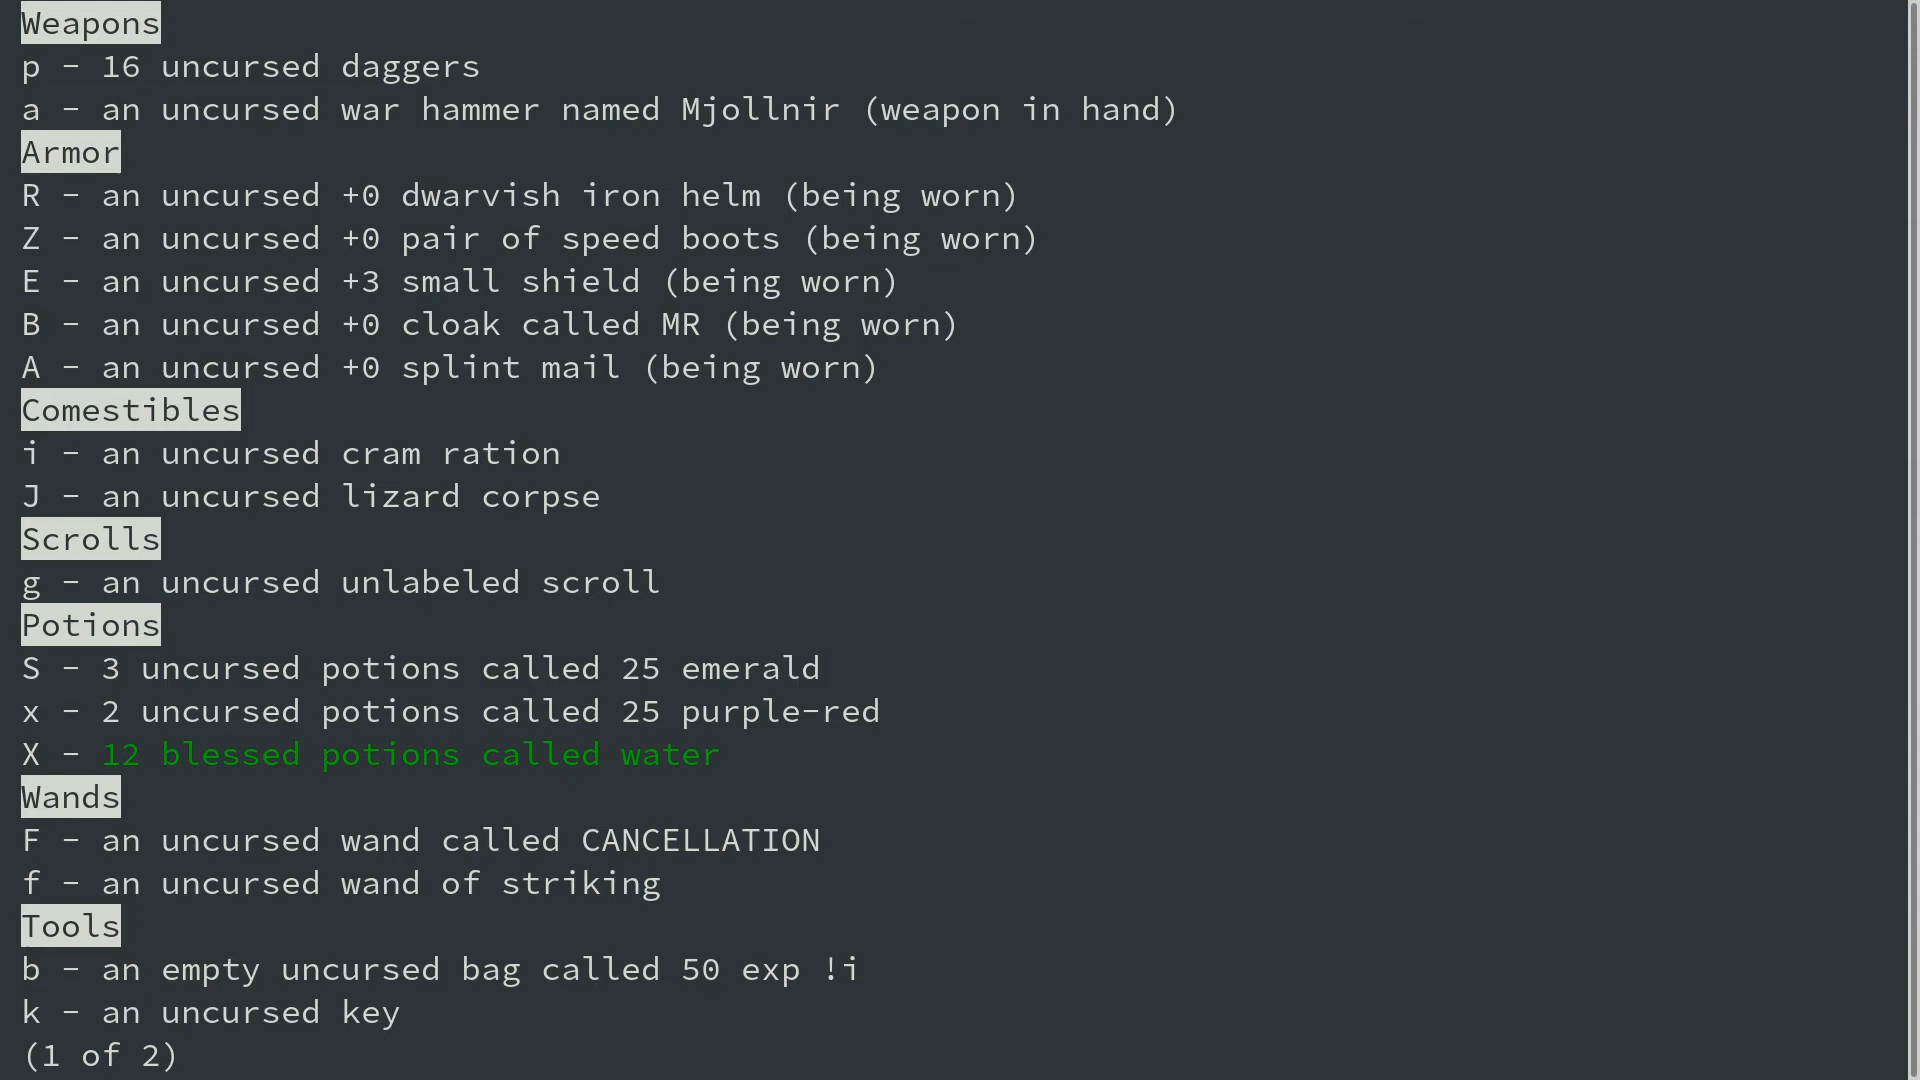 Weapons
p - 16 uncursed daggers
a - an uncursed war hammer named Mjollnir (weapon in hand)
Armor
R - an uncursed +0 dwarvish iron helm (being worn)
Z - an uncursed +0 pair of speed boots (being worn)
E - an uncursed +3 small shield (being worn)
B - an uncursed +0 cloak called MR (being worn)
A - an uncursed +0 splint mail (being worn)
Comestibles
i - an uncursed cram ration
J - an uncursed lizard corpse
Scrolls
g - an uncursed unlabeled scroll
Potions
S - 3 uncursed potions called 25 emerald
x - 2 uncursed potions called 25 purple-red
X - 12 blessed potions called water
Wands
F - an uncursed wand called CANCELLATION
f - an uncursed wand of striking
Tools
b - an empty uncursed bag called 50 exp !i
k - an uncursed key
(1 of 2)